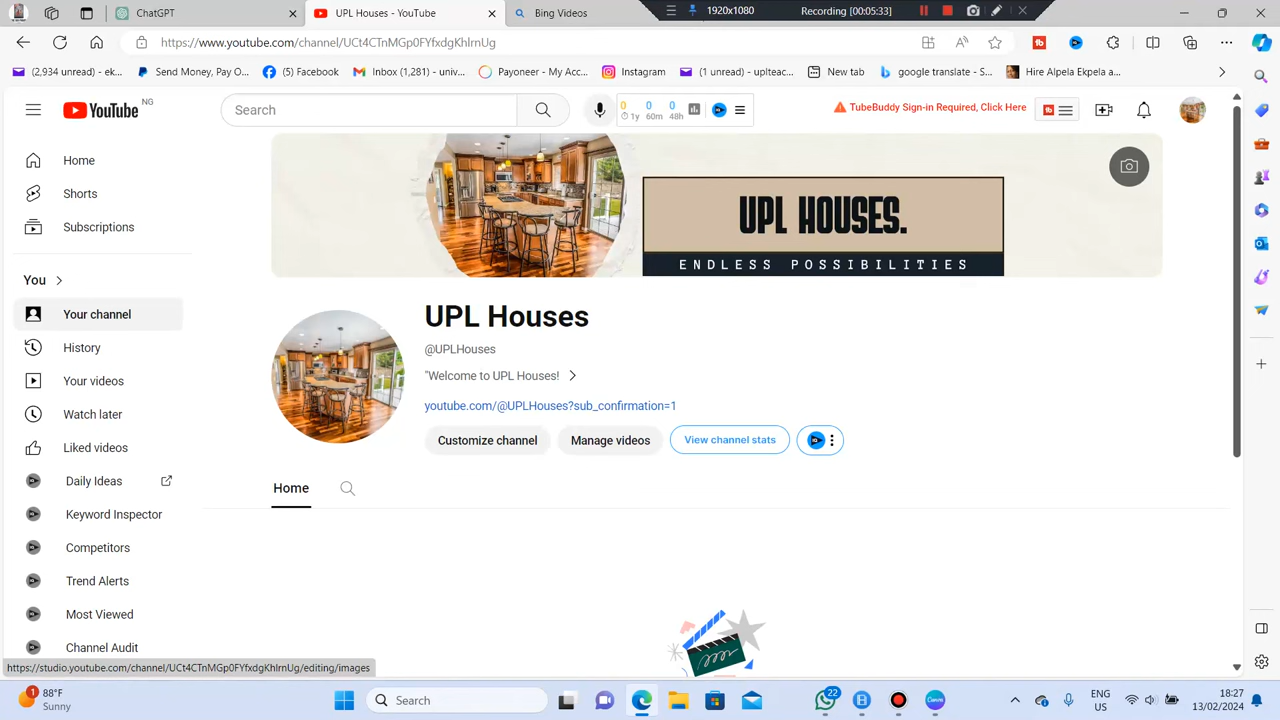 ChatGPT
UPL Houses - YouTube
Bing Videos
1920x1080
Recording [00:05:33]
https://www.youtube.com/channel/UCt4CTnMGp0FYfxdgKhlrnUg
(2,934 unread) - ek...
Send Money, Pay O...
(5) Facebook
Inbox (1,281) - univ...
Payoneer - My Acc...
Instagram
(1 unread) - uplteac...
New tab
google translate - S...
Hire Alpela Ekpela a...
YouTube NG
Search
0 0 0
1y 60m 48h
TubeBuddy Sign-in Required, Click Here
Home
Shorts
Subscriptions
You
Your channel
History
Your videos
Watch later
Liked videos
Daily Ideas
Keyword Inspector
Competitors
Trend Alerts
Most Viewed
Channel Audit
UPL HOUSES.
ENDLESS POSSIBILITIES
UPL Houses
@UPLHouses
"Welcome to UPL Houses!
youtube.com/@UPLHouses?sub_confirmation=1
Customize channel
Manage videos
View channel stats
Home
https://studio.youtube.com/channel/UCt4CTnMGp0FYfxdgKhlrnUg/editing/images
1
88°F
Sunny
Search
22
ENG
US
18:27
13/02/2024